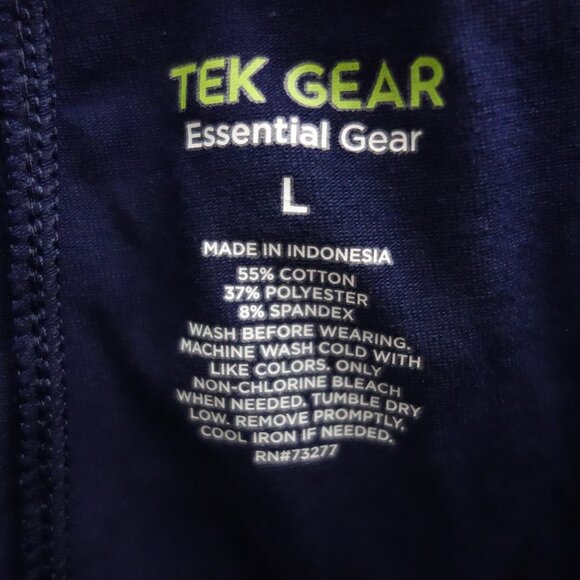 TEK GEAR
Essential Gear
L
MADE IN INDONESIA
55% COTTON
37% POLYESTER
8% SPANDEX
WASH BEFORE WEARING.
MACHINE WASH COLD WITH
LIKE COLORS. ONLY
NON-CHLORINE BLEACH
WHEN NEEDED. TUMBLE DRY
LOW. REMOVE PROMPTLY.
COOL IRON IF NEEDED.
RN#73277